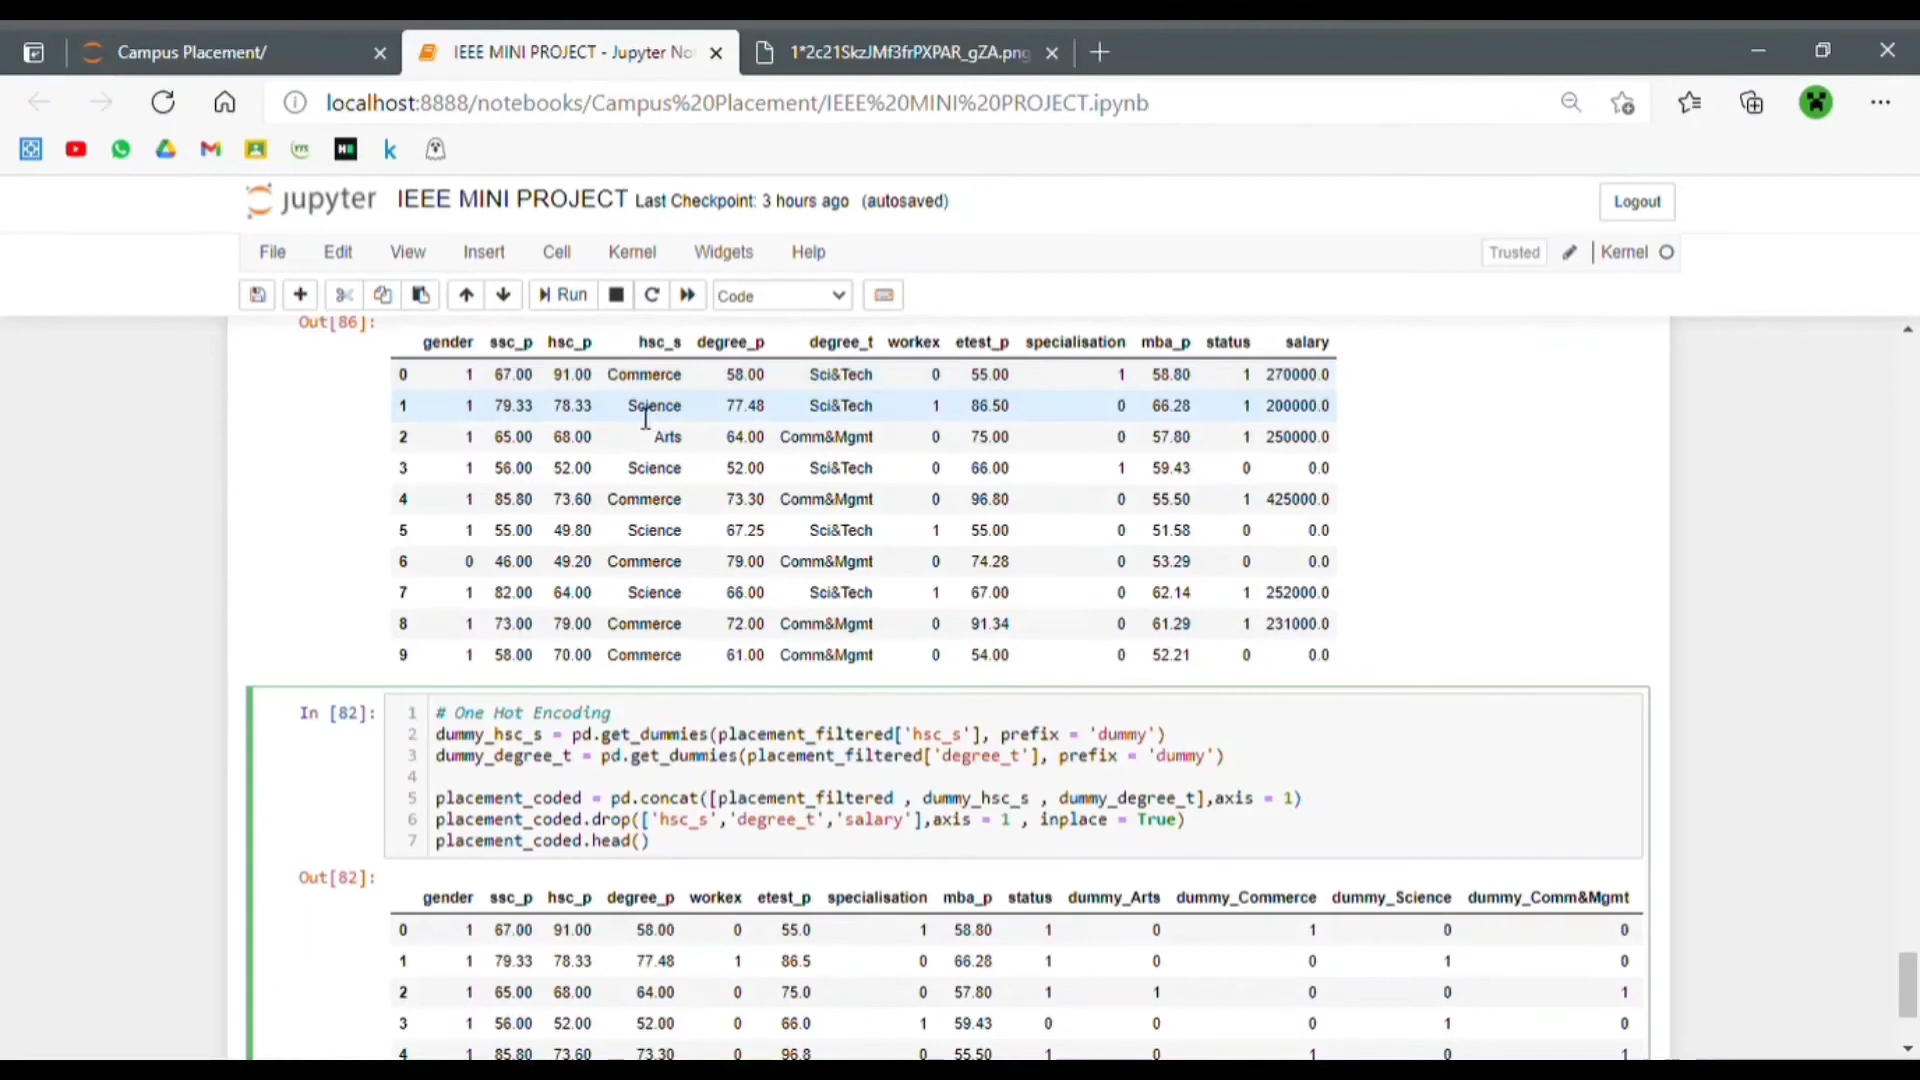 Campus Placement/
IEEE MINI PROJECT - Jupyter No
1*2c21SkzJMf3frPXPAR_gZA.png
localhost:8888/notebooks/Campus%20Placement/IEEE%20MINI%20PROJECT.ipynb
jupyter IEEE MINI PROJECT Last Checkpoint: 3 hours ago (autosaved)
Logout
File Edit View Insert Cell Kernel Widgets Help
Trusted Kernel
Run Code
Out[86]:
gender ssc_p hsc_p hsc_s degree_p degree_t workex etest_p specialisation mba_p status salary
0 1 67.00 91.00 Commerce 58.00 Sci&Tech 0 55.00 1 58.80 1 270000.0
1 1 79.33 78.33 Science 77.48 Sci&Tech 1 86.50 0 66.28 1 200000.0
2 1 65.00 68.00 Arts 64.00 Comm&Mgmt 0 75.00 0 57.80 1 250000.0
3 1 56.00 52.00 Science 52.00 Sci&Tech 0 66.00 1 59.43 0 0.0
4 1 85.80 73.60 Commerce 73.30 Comm&Mgmt 0 96.80 0 55.50 1 425000.0
5 1 55.00 49.80 Science 67.25 Sci&Tech 1 55.00 0 51.58 0 0.0
6 0 46.00 49.20 Commerce 79.00 Comm&Mgmt 0 74.28 0 53.29 0 0.0
7 1 82.00 64.00 Science 66.00 Sci&Tech 1 67.00 0 62.14 1 252000.0
8 1 73.00 79.00 Commerce 72.00 Comm&Mgmt 0 91.34 0 61.29 1 231000.0
9 1 58.00 70.00 Commerce 61.00 Comm&Mgmt 0 54.00 0 52.21 0 0.0
In [82]:
1 # One Hot Encoding
2 dummy_hsc_s = pd.get_dummies(placement_filtered['hsc_s'], prefix = 'dummy')
3 dummy_degree_t = pd.get_dummies(placement_filtered['degree_t'], prefix = 'dummy')
4
5 placement_coded = pd.concat([placement_filtered , dummy_hsc_s , dummy_degree_t],axis = 1)
6 placement_coded.drop(['hsc_s','degree_t','salary'],axis = 1 , inplace = True)
7 placement_coded.head()
Out[82]:
gender ssc_p hsc_p degree_p workex etest_p specialisation mba_p status dummy_Arts dummy_Commerce dummy_Science dummy_Comm&Mgmt
0 1 67.00 91.00 58.00 0 55.0 1 58.80 1 0 1 0 0
1 1 79.33 78.33 77.48 1 86.5 0 66.28 1 0 0 1 0
2 1 65.00 68.00 64.00 0 75.0 0 57.80 1 1 0 0 1
3 1 56.00 52.00 52.00 0 66.0 1 59.43 0 0 0 1 0
4 1 85.80 73.60 73.30 0 96.8 0 55.50 1 0 1 0 1